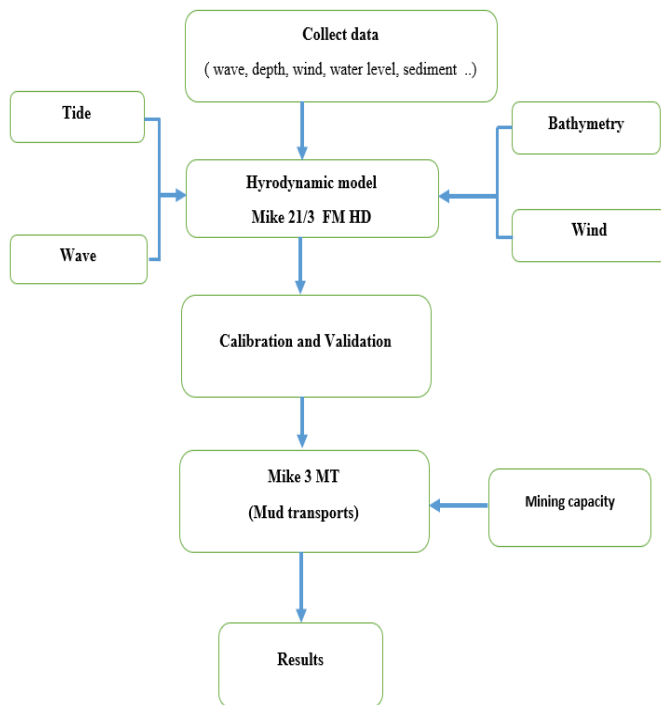 Collect data
( wave, depth, wind, water level, sediment ..)
Tide
Bathymetry
Hyrodynamic model
Mike 21/3 FM HD
Wave
Wind
Calibration and Validation
Mike 3 MT
(Mud transports)
Mining capacity
Results